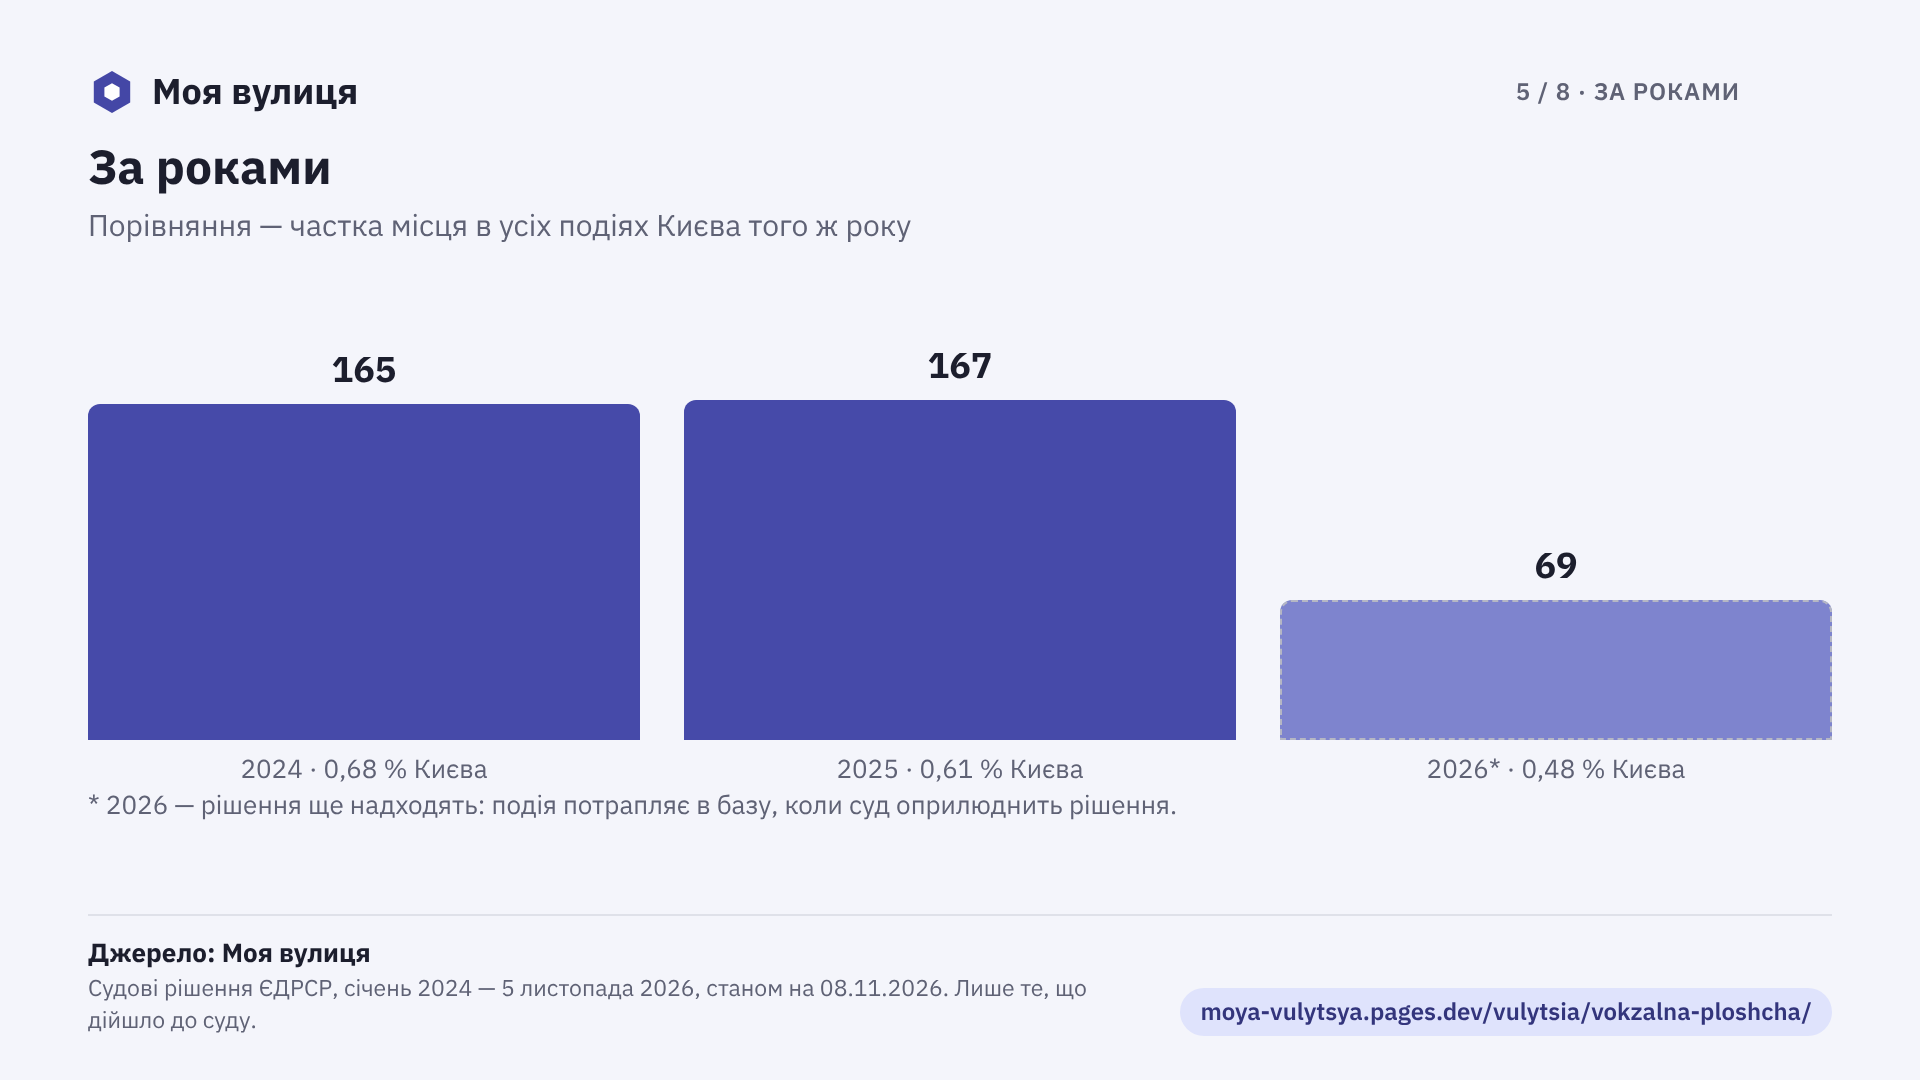 Моя вулиця
5 / 8 · ЗА РОКАМИ
За роками
Порівняння — частка місця в усіх подіях Києва того ж року
165
167
69
2024 · 0,68 % Києва
2025 · 0,61 % Києва
2026* · 0,48 % Києва
* 2026 — рішення ще надходять: подія потрапляє в базу, коли суд оприлюднить рішення.
Джерело: Моя вулиця
Судові рішення ЄДРСР, січень 2024 — 5 листопада 2026, станом на 08.11.2026. Лише те, що
дійшло до суду.
moya-vulytsya.pages.dev/vulytsia/vokzalna-ploshcha/